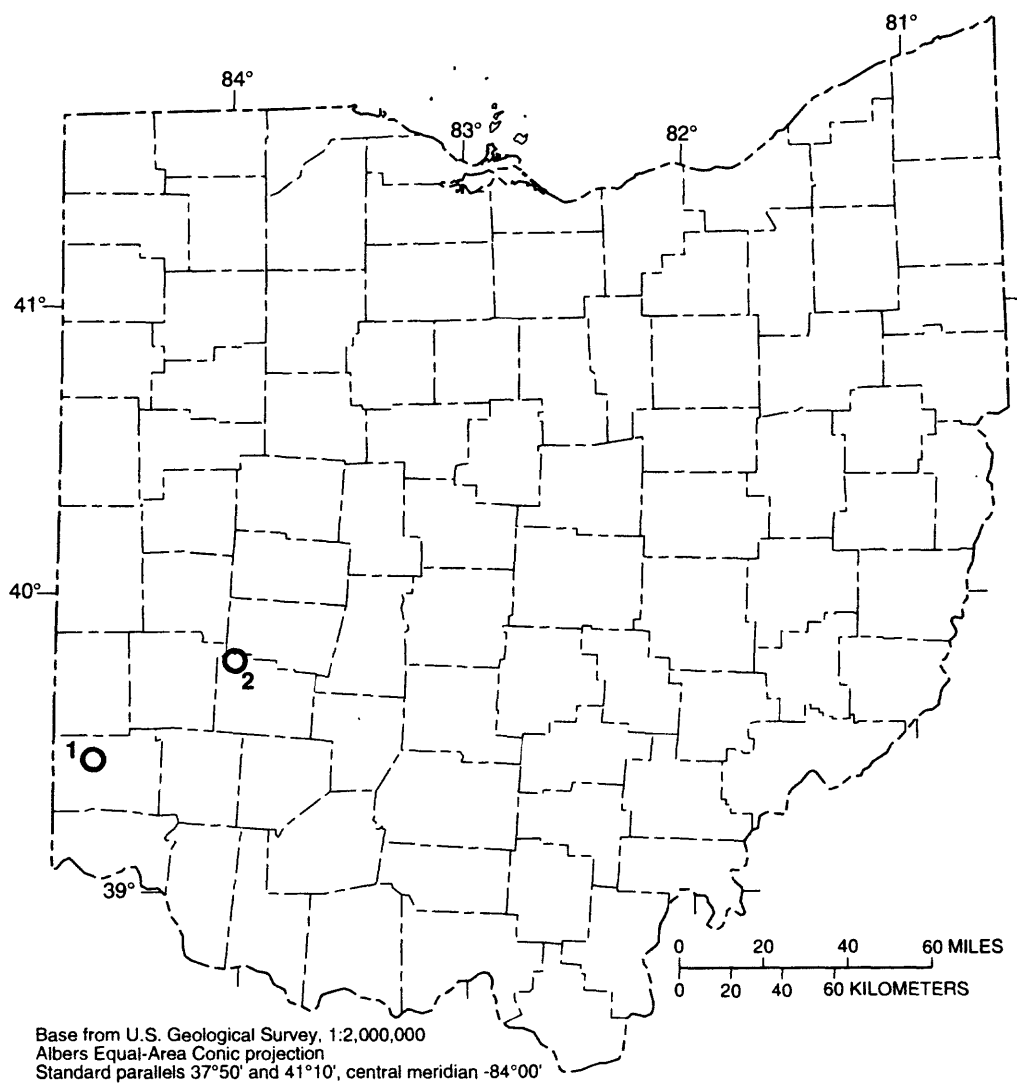 81°
84°
83°
82°
41°
40°
2
1
39°
0 20 40 60 MILES
0 20 40 60 KILOMETERS
Base from U.S. Geological Survey, 1:2,000,000
Albers Equal-Area Conic projection
Standard parallels 37°50' and 41°10', central meridian -84°00'